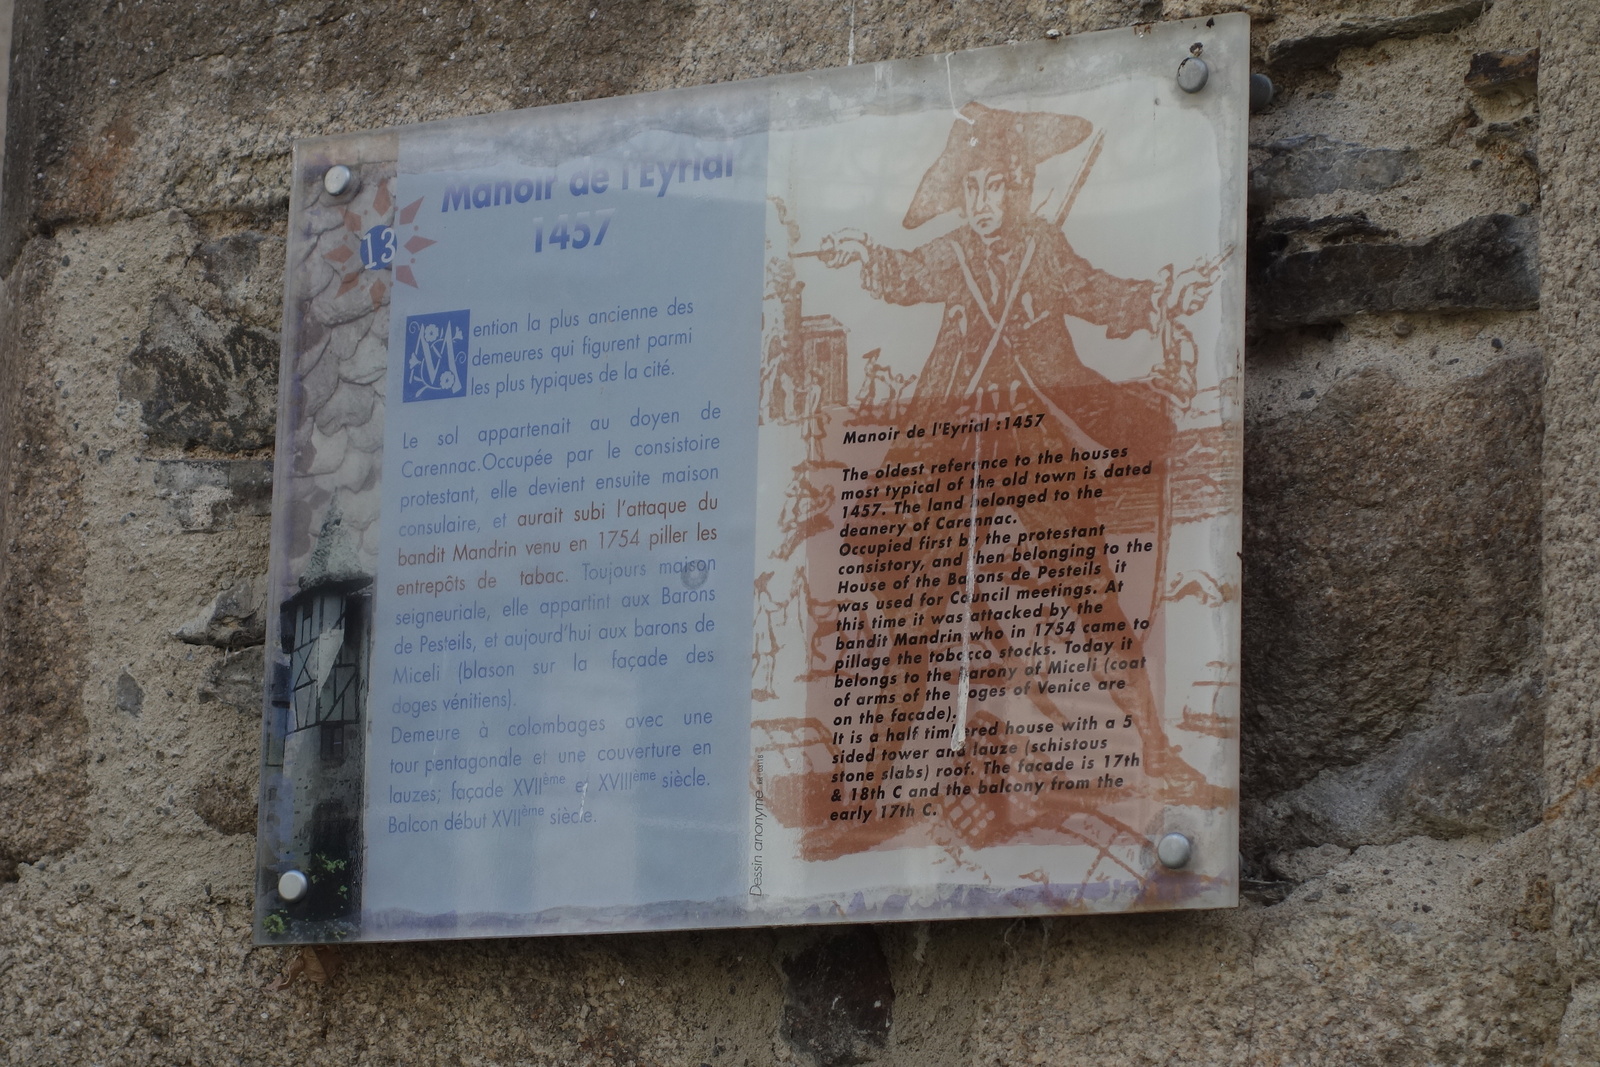 Manoir de l'Eyrial
1457
13
Mention la plus ancienne des
demeures qui figurent parmi
les plus typiques de la cité.
Le sol appartenait au doyen de
Carennac.Occupée par le consistoire
protestant, elle devient ensuite maison
consulaire, et aurait subi l'attaque du
bandit Mandrin venu en 1754 piller les
entrepôts de tabac. Toujours maison
seigneuriale, elle appartint aux Barons
de Pesteils, et aujourd'hui aux barons de
Miceli (blason sur la façade des
doges vénitiens).
Demeure à colombages avec une
tour pentagonale et une couverture en
lauzes; façade XVIIème et XVIIIème siècle.
Balcon début XVIIème siècle.
Dessin anonyme
Manoir de l'Eyrial :1457
The oldest reference to the houses
most typical of the old town is dated
1457. The land belonged to the
deanery of Carennac.
Occupied first by the protestant
consistory, and then belonging to the
House of the Barons de Pesteils it
was used for Council meetings. At
this time it was attacked by the
bandit Mandrin who in 1754 came to
pillage the tobacco stocks. Today it
belongs to the barony of Miceli (coat
of arms of the Doges of Venice are
on the facade).
It is a half timbered house with a 5
sided tower and lauze (schistous
stone slabs) roof. The facade is 17th
& 18th C and the balcony from the
early 17th C.